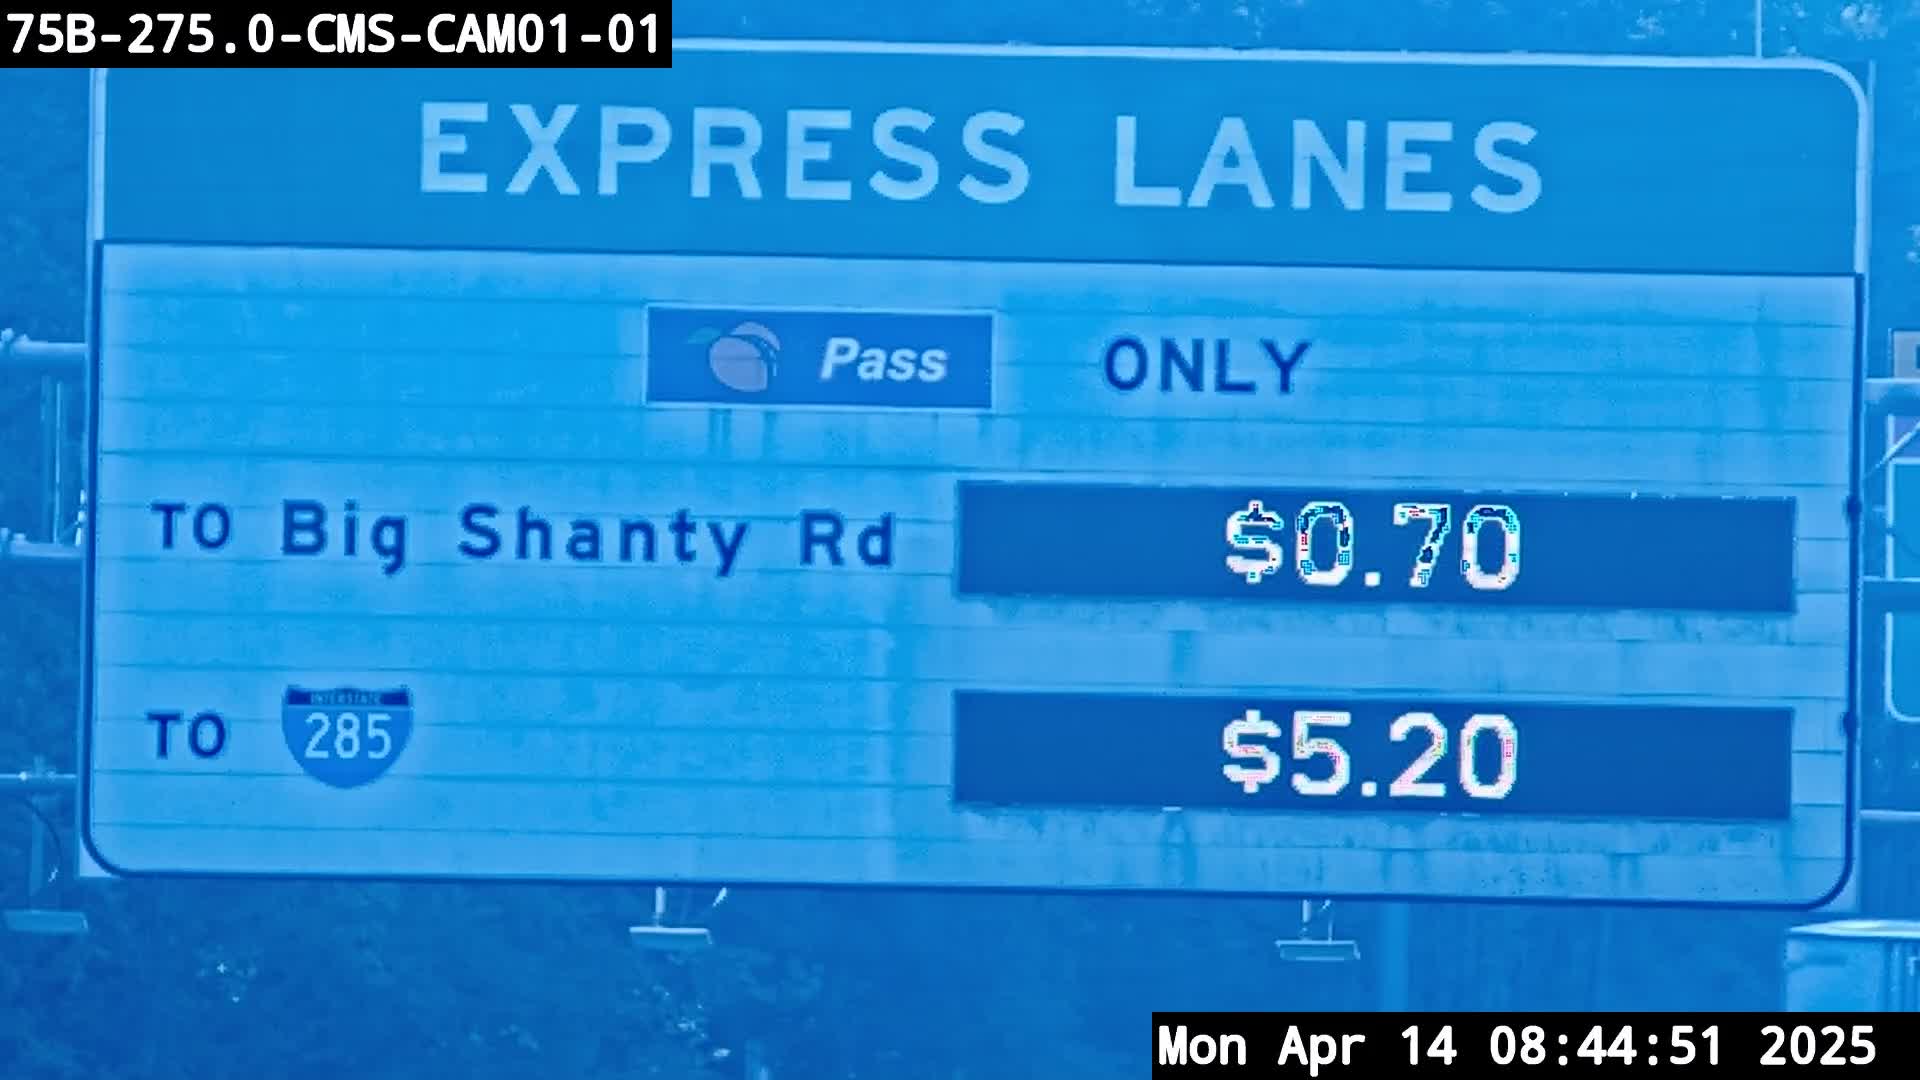 75B-275.0-CMS-CAM01-01
EXPRESS LANES
Pass ONLY
TO Big Shanty Rd $0.70
INTERSTATE
TO 285 $5.20
Mon Apr 14 08:44:51 2025